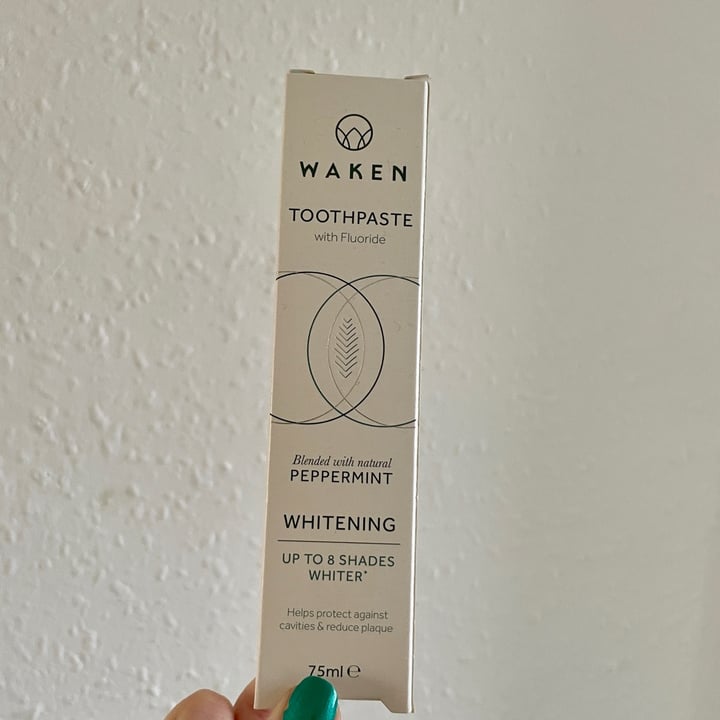 WAKEN
TOOTHPASTE
with Fluoride
Blended with natural
PEPPERMINT
WHITENING
UP TO 8 SHADES
WHITER*
Helps protect against
cavities & reduce plaque
75ml ℮